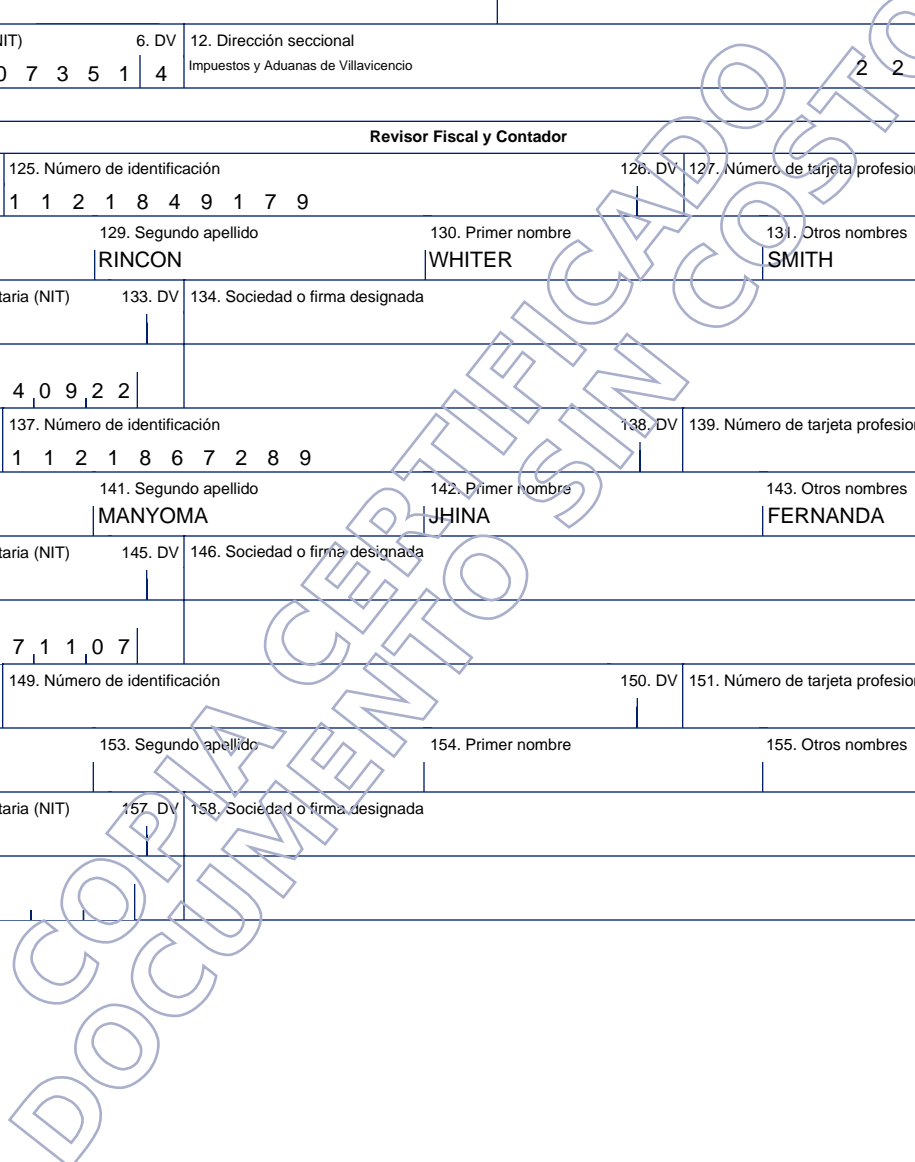 NIT) 6. DV 12. Dirección seccional
0 7 3 5 1 4 Impuestos y Aduanas de Villavicencio 2 2
Revisor Fiscal y Contador
125. Número de identificación 126. DV 127. Número de tarjeta profesion
1 1 2 1 8 4 9 1 7 9
129. Segundo apellido 130. Primer nombre 131. Otros nombres
RINCON WHITER SMITH
taria (NIT) 133. DV 134. Sociedad o firma designada
4 0 9 2 2
137. Número de identificación 138. DV 139. Número de tarjeta profesion
1 1 2 1 8 6 7 2 8 9
141. Segundo apellido 142. Primer nombre 143. Otros nombres
MANYOMA JHINA FERNANDA
taria (NIT) 145. DV 146. Sociedad o firma designada
7 1 1 0 7
149. Número de identificación 150. DV 151. Número de tarjeta profesion
153. Segundo apellido 154. Primer nombre 155. Otros nombres
taria (NIT) 157. DV 158. Sociedad o firma designada
COPIA CERTIFICADO
DOCUMENTO SIN COSTO